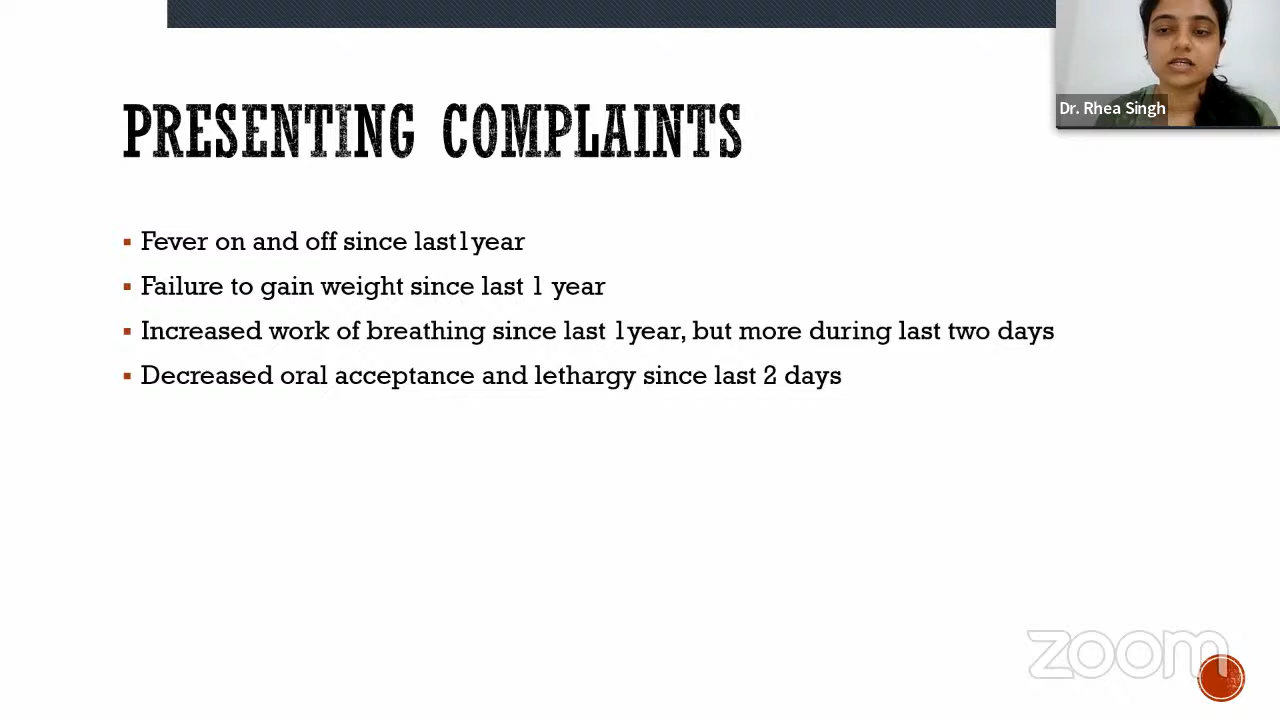 Dr. Rhea Singh
PRESENTING COMPLAINTS
▪ Fever on and off since last1year
▪ Failure to gain weight since last 1 year
▪ Increased work of breathing since last 1year, but more during last two days
▪ Decreased oral acceptance and lethargy since last 2 days
zoom